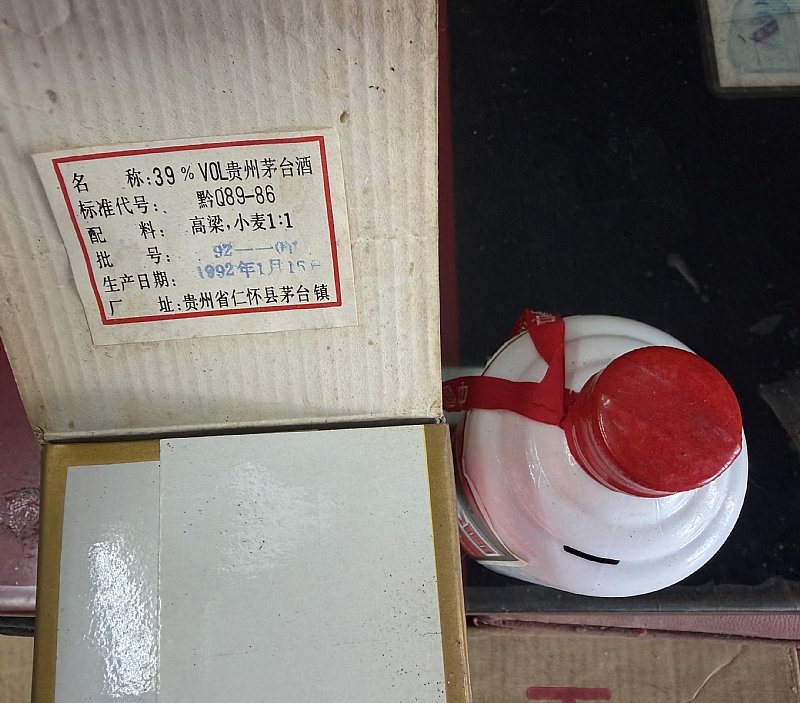 名 称:39%VOL贵州茅台酒
标准代号: 黔Q89-86
配 料: 高梁,小麦1:1
批 号: 92——01
生产日期: 1992年1月15日
厂 址:贵州省仁怀县茅台镇
中